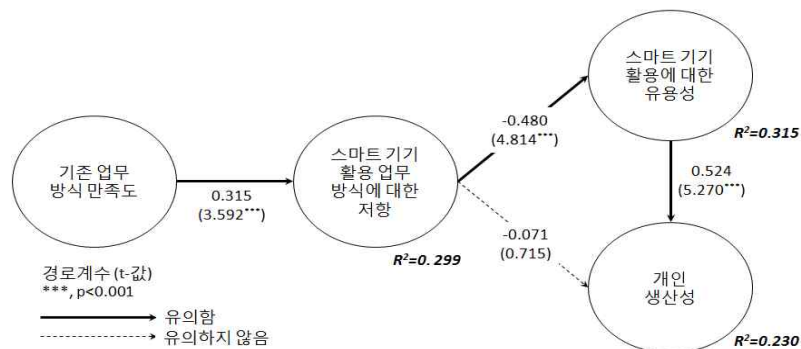 스마트 기기
활용에 대한
유용성
R²=0.315
-0.480
(4.814***)
기존 업무
방식 만족도
0.315
(3.592***)
스마트 기기
활용 업무
방식에 대한
저항
R²=0.299
0.524
(5.270***)
-0.071
(0.715)
개인
생산성
R²=0.230
경로계수 (t-값)
***, p<0.001
유의함
유의하지 않음